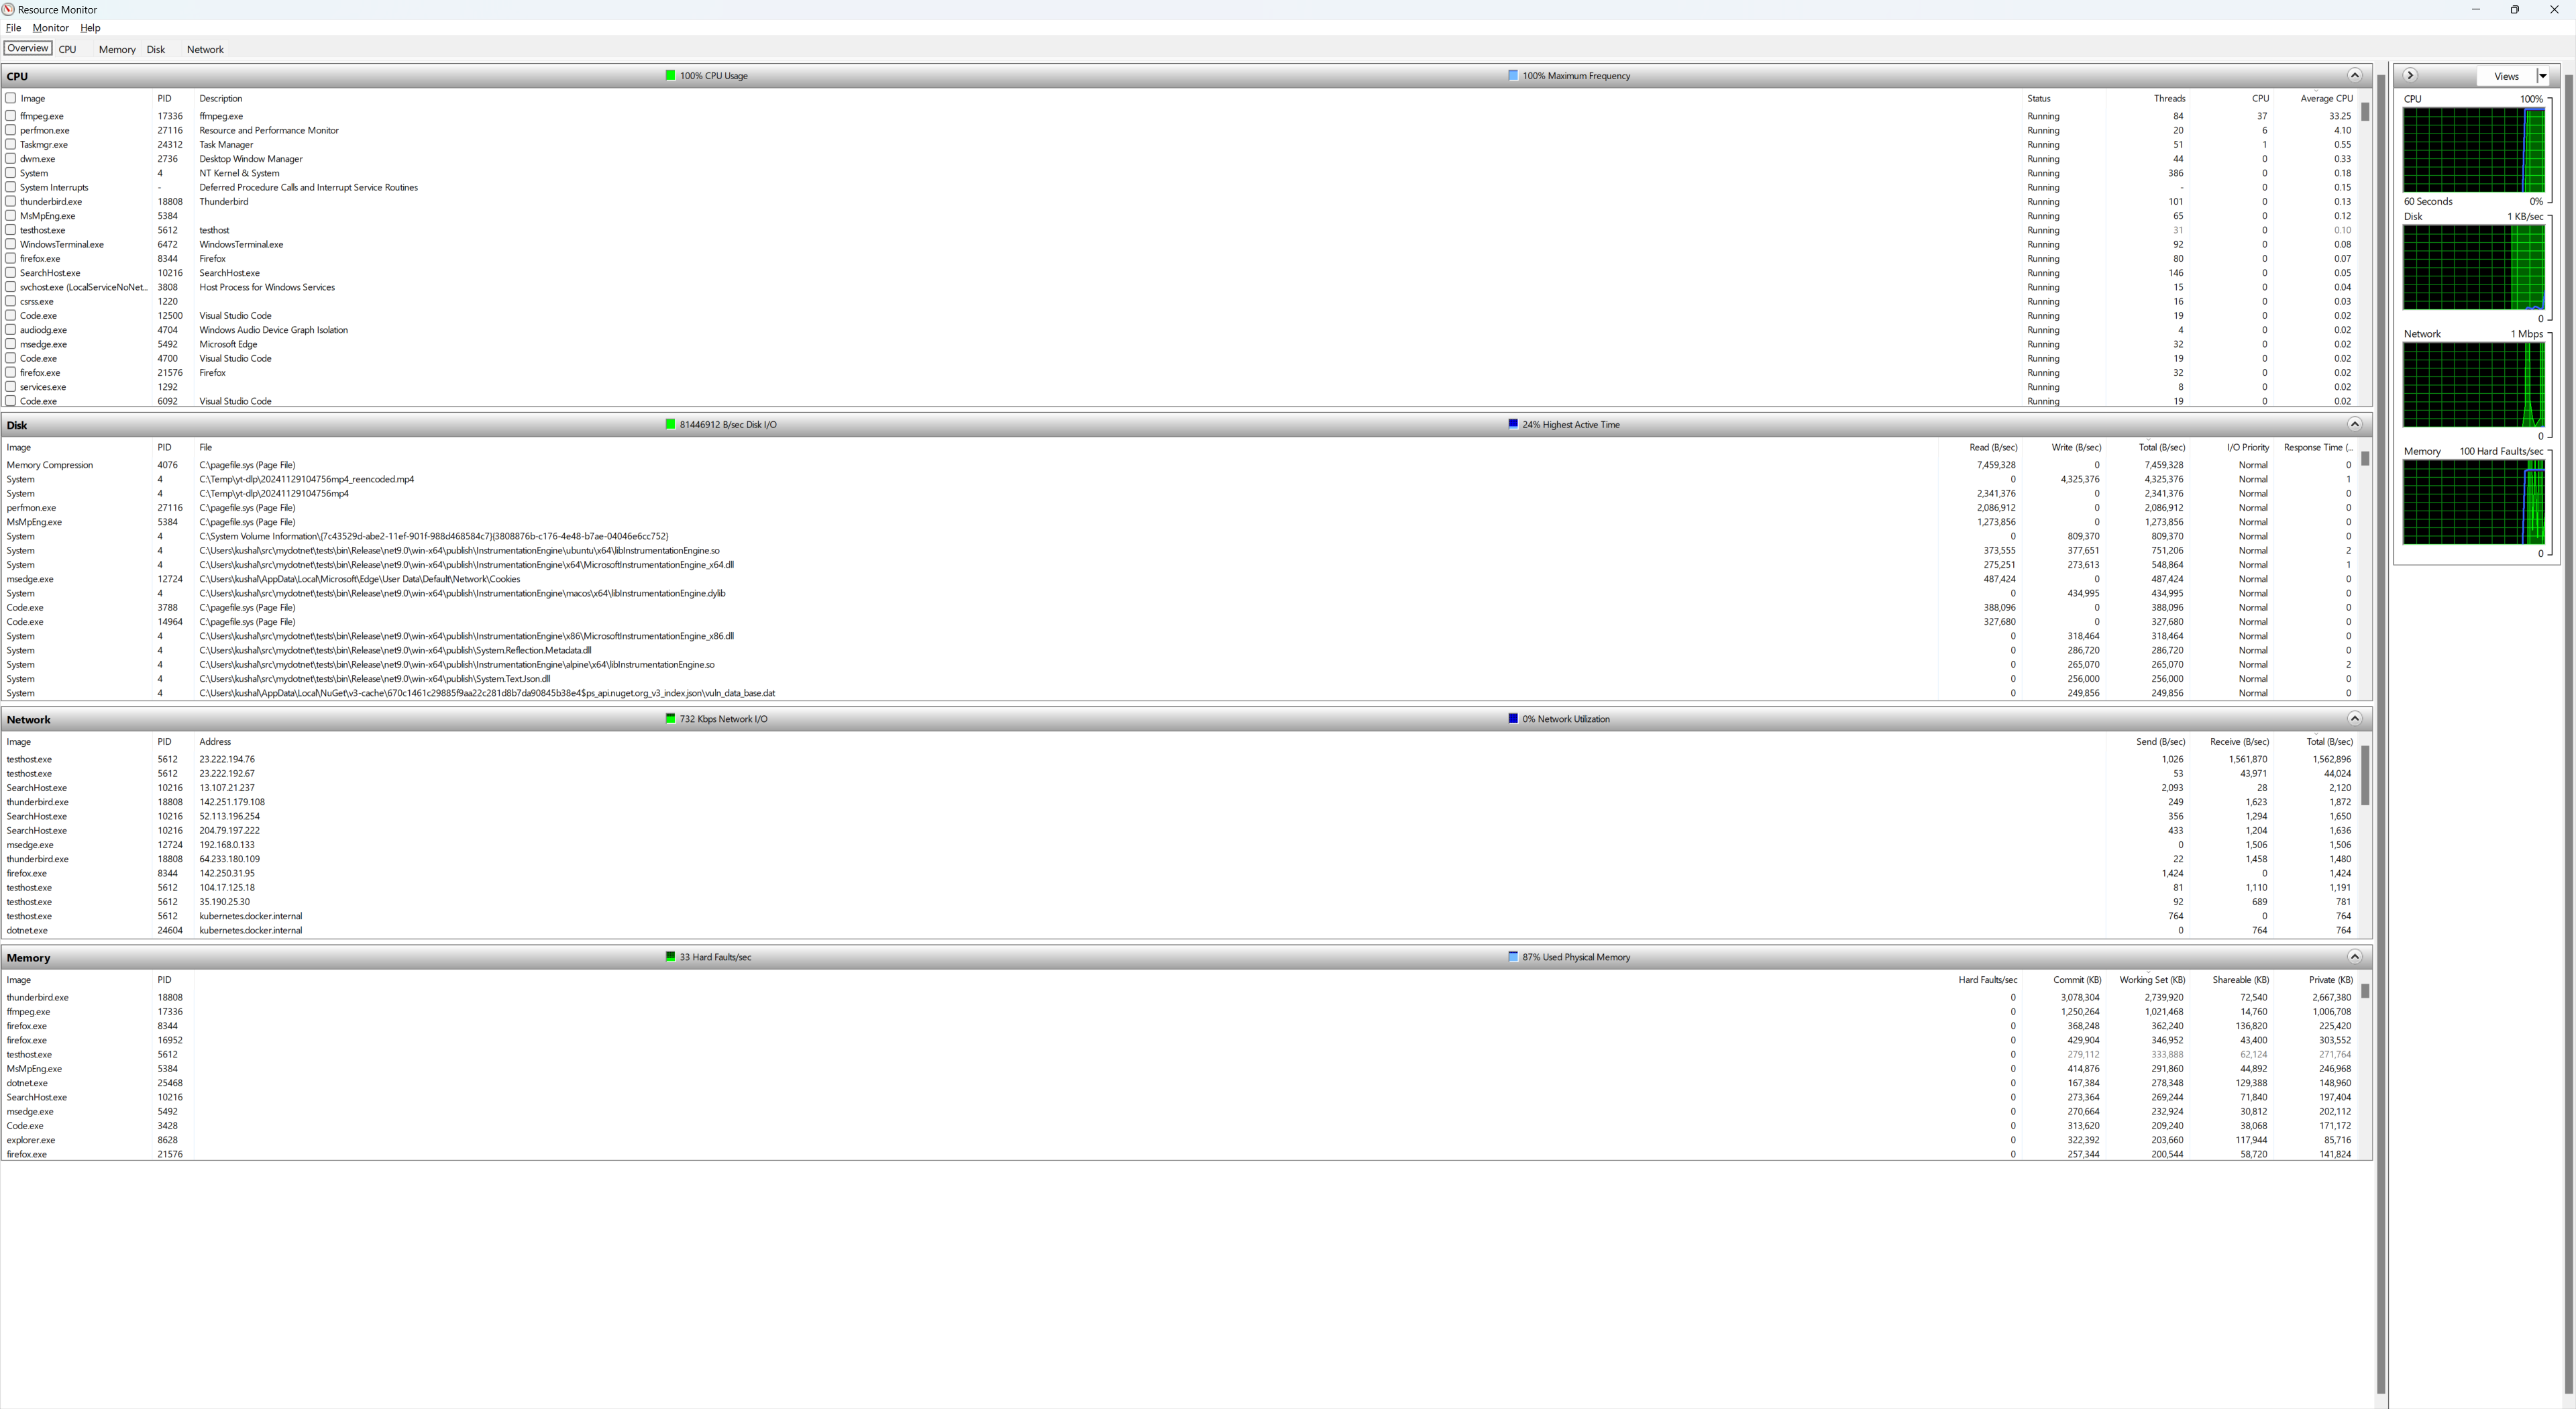 Resource Monitor
File Monitor Help
Overview CPU Memory Disk Network
CPU 100% CPU Usage 100% Maximum Frequency
Image PID Description Status Threads CPU Average CPU
ffmpeg.exe 17336 ffmpeg.exe Running 84 37 33.25
perfmon.exe 27116 Resource and Performance Monitor Running 20 6 4.10
Taskmgr.exe 24312 Task Manager Running 51 1 0.55
dwm.exe 2736 Desktop Window Manager Running 44 0 0.33
System 4 NT Kernel & System Running 386 0 0.18
System Interrupts - Deferred Procedure Calls and Interrupt Service Routines Running - 0 0.15
thunderbird.exe 18808 Thunderbird Running 101 0 0.13
MsMpEng.exe 5384 Running 65 0 0.12
testhost.exe 5612 testhost Running 31 0 0.10
WindowsTerminal.exe 6472 WindowsTerminal.exe Running 92 0 0.08
firefox.exe 8344 Firefox Running 80 0 0.07
SearchHost.exe 10216 SearchHost.exe Running 146 0 0.05
svchost.exe (LocalServiceNoNet... 3808 Host Process for Windows Services Running 15 0 0.04
csrss.exe 1220 Running 16 0 0.03
Code.exe 12500 Visual Studio Code Running 19 0 0.02
audiodg.exe 4704 Windows Audio Device Graph Isolation Running 4 0 0.02
msedge.exe 5492 Microsoft Edge Running 32 0 0.02
Code.exe 4700 Visual Studio Code Running 19 0 0.02
firefox.exe 21576 Firefox Running 32 0 0.02
services.exe 1292 Running 8 0 0.02
Code.exe 6092 Visual Studio Code Running 19 0 0.02
Disk 81446912 B/sec Disk I/O 24% Highest Active Time
Image PID File Read (B/sec) Write (B/sec) Total (B/sec) I/O Priority Response Time (...
Memory Compression 4076 C:\pagefile.sys (Page File) 7,459,328 0 7,459,328 Normal 0
System 4 C:\Temp\yt-dlp\20241129104756mp4_reencoded.mp4 0 4,325,376 4,325,376 Normal 1
System 4 C:\Temp\yt-dlp\20241129104756mp4 2,341,376 0 2,341,376 Normal 0
perfmon.exe 27116 C:\pagefile.sys (Page File) 2,086,912 0 2,086,912 Normal 0
MsMpEng.exe 5384 C:\pagefile.sys (Page File) 1,273,856 0 1,273,856 Normal 0
System 4 C:\System Volume Information\{7c43529d-abe2-11ef-901f-988d468584c7}{3808876b-c176-4e48-b7ae-04046e6cc752} 0 809,370 809,370 Normal 0
System 4 C:\Users\kushal\src\mydotnet\tests\bin\Release\net9.0\win-x64\publish\InstrumentationEngine\ubuntu\x64\libInstrumentationEngine.so 373,555 377,651 751,206 Normal 2
System 4 C:\Users\kushal\src\mydotnet\tests\bin\Release\net9.0\win-x64\publish\InstrumentationEngine\x64\MicrosoftInstrumentationEngine_x64.dll 275,251 273,613 548,864 Normal 1
msedge.exe 12724 C:\Users\kushal\AppData\Local\Microsoft\Edge\User Data\Default\Network\Cookies 487,424 0 487,424 Normal 0
System 4 C:\Users\kushal\src\mydotnet\tests\bin\Release\net9.0\win-x64\publish\InstrumentationEngine\macos\x64\libInstrumentationEngine.dylib 0 434,995 434,995 Normal 0
Code.exe 3788 C:\pagefile.sys (Page File) 388,096 0 388,096 Normal 0
Code.exe 14964 C:\pagefile.sys (Page File) 327,680 0 327,680 Normal 0
System 4 C:\Users\kushal\src\mydotnet\tests\bin\Release\net9.0\win-x64\publish\InstrumentationEngine\x86\MicrosoftInstrumentationEngine_x86.dll 0 318,464 318,464 Normal 0
System 4 C:\Users\kushal\src\mydotnet\tests\bin\Release\net9.0\win-x64\publish\System.Reflection.Metadata.dll 0 286,720 286,720 Normal 0
System 4 C:\Users\kushal\src\mydotnet\tests\bin\Release\net9.0\win-x64\publish\InstrumentationEngine\alpine\x64\libInstrumentationEngine.so 0 265,070 265,070 Normal 2
System 4 C:\Users\kushal\src\mydotnet\tests\bin\Release\net9.0\win-x64\publish\System.Text.Json.dll 0 256,000 256,000 Normal 0
System 4 C:\Users\kushal\AppData\Local\NuGet\v3-cache\670c1461c29885f9aa22c281d8b7da90845b38e4$ps_api.nuget.org_v3_index.json\vuln_data_base.dat 0 249,856 249,856 Normal 0
Network 732 Kbps Network I/O 0% Network Utilization
Image PID Address Send (B/sec) Receive (B/sec) Total (B/sec)
testhost.exe 5612 23.222.194.76 1,026 1,561,870 1,562,896
testhost.exe 5612 23.222.192.67 53 43,971 44,024
SearchHost.exe 10216 13.107.21.237 2,093 28 2,120
thunderbird.exe 18808 142.251.179.108 249 1,623 1,872
SearchHost.exe 10216 52.113.196.254 356 1,294 1,650
SearchHost.exe 10216 204.79.197.222 433 1,204 1,636
msedge.exe 12724 192.168.0.133 0 1,506 1,506
thunderbird.exe 18808 64.233.180.109 22 1,458 1,480
firefox.exe 8344 142.250.31.95 1,424 0 1,424
testhost.exe 5612 104.17.125.18 81 1,110 1,191
testhost.exe 5612 35.190.25.30 92 689 781
testhost.exe 5612 kubernetes.docker.internal 764 0 764
dotnet.exe 24604 kubernetes.docker.internal 0 764 764
Memory 33 Hard Faults/sec 87% Used Physical Memory
Image PID Hard Faults/sec Commit (KB) Working Set (KB) Shareable (KB) Private (KB)
thunderbird.exe 18808 0 3,078,304 2,739,920 72,540 2,667,380
ffmpeg.exe 17336 0 1,250,264 1,021,468 14,760 1,006,708
firefox.exe 8344 0 368,248 362,240 136,820 225,420
firefox.exe 16952 0 429,904 346,952 43,400 303,552
testhost.exe 5612 0 279,112 333,888 62,124 271,764
MsMpEng.exe 5384 0 414,876 291,860 44,892 246,968
dotnet.exe 25468 0 167,384 278,348 129,388 148,960
SearchHost.exe 10216 0 273,364 269,244 71,840 197,404
msedge.exe 5492 0 270,664 232,924 30,812 202,112
Code.exe 3428 0 313,620 209,240 38,068 171,172
explorer.exe 8628 0 322,392 203,660 117,944 85,716
firefox.exe 21576 0 257,344 200,544 58,720 141,824
Views
CPU 100%
60 Seconds 0%
Disk 1 KB/sec
0
Network 1 Mbps
0
Memory 100 Hard Faults/sec
0